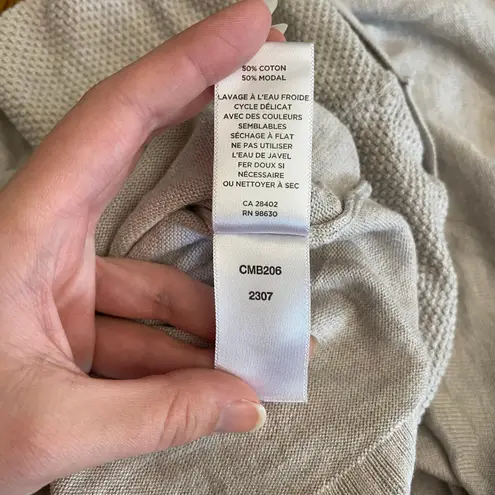 50% COTON
50% MODAL
LAVAGE À L'EAU FROIDE
CYCLE DÉLICAT
AVEC DES COULEURS
SEMBLABLES
SÉCHAGE À FLAT
NE PAS UTILISER
L'EAU DE JAVEL
FER DOUX SI
NÉCESSAIRE
OU NETTOYER À SEC
CA 28402
RN 98630
CMB206
2307